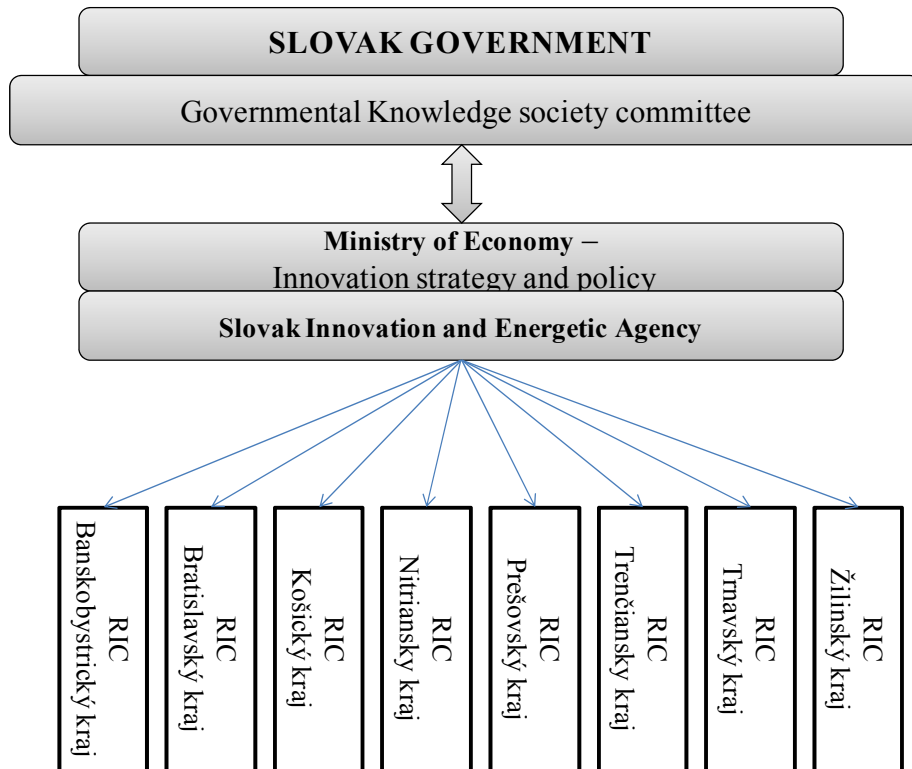 SLOVAK GOVERNMENT
Governmental Knowledge society committee
Ministry of Economy –
Innovation strategy and policy
Slovak Innovation and Energetic Agency
RIC
Banskobystrický kraj
RIC
Bratislavský kraj
RIC
Košický kraj
RIC
Nitriansky kraj
RIC
Prešovský kraj
RIC
Trenčiansky kraj
RIC
Trnavský kraj
RIC
Žilinský kraj